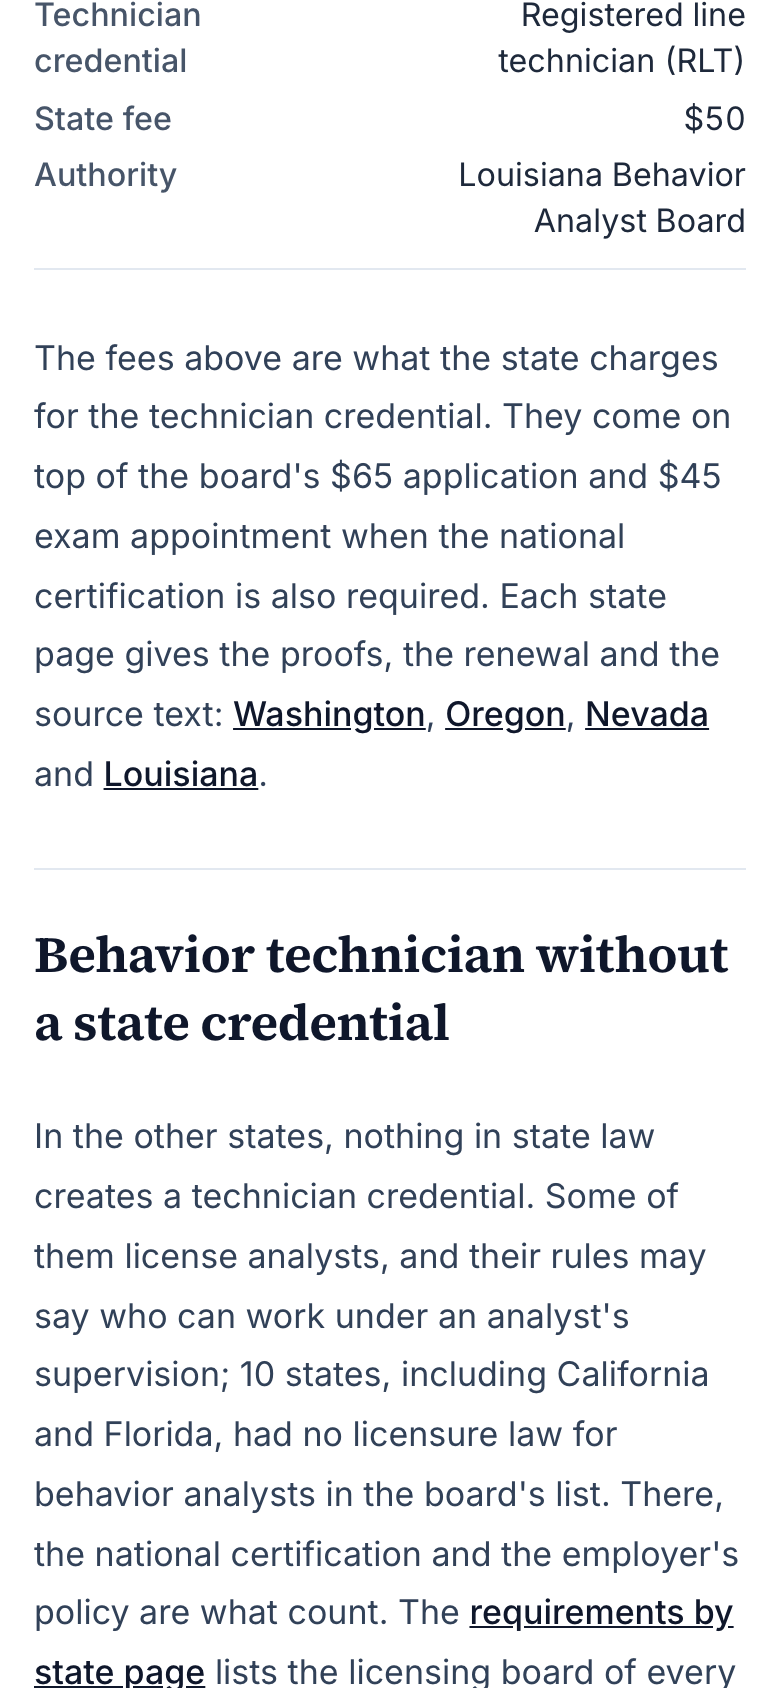 Technician Registered line
credential technician (RLT)
State fee $50
Authority Louisiana Behavior
Analyst Board
The fees above are what the state charges
for the technician credential. They come on
top of the board's $65 application and $45
exam appointment when the national
certification is also required. Each state
page gives the proofs, the renewal and the
source text: Washington, Oregon, Nevada
and Louisiana.
Behavior technician without
a state credential
In the other states, nothing in state law
creates a technician credential. Some of
them license analysts, and their rules may
say who can work under an analyst's
supervision; 10 states, including California
and Florida, had no licensure law for
behavior analysts in the board's list. There,
the national certification and the employer's
policy are what count. The requirements by
state page lists the licensing board of every